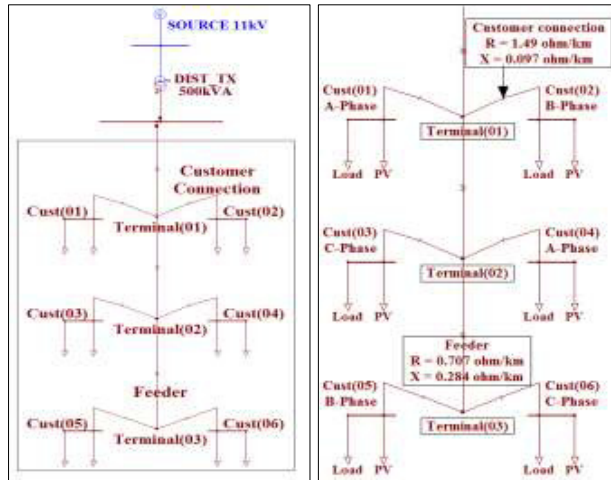 SOURCE 11kV
DIST_TX
500kVA
Customer
Connection
Cust(01)
Cust(02)
Terminal(01)
Cust(03)
Cust(04)
Terminal(02)
Feeder
Cust(05)
Cust(06)
Terminal(03)
Customer connection
R = 1.49 ohm/km
X = 0.097 ohm/km
Cust(01)
A-Phase
Cust(02)
B-Phase
Terminal(01)
Load PV
Load PV
Cust(03)
C-Phase
Cust(04)
A-Phase
Terminal(02)
Load PV
Load PV
Feeder
R = 0.707 ohm/km
X = 0.284 ohm/km
Cust(05)
B-Phase
Cust(06)
C-Phase
Terminal(03)
Load PV
Load PV